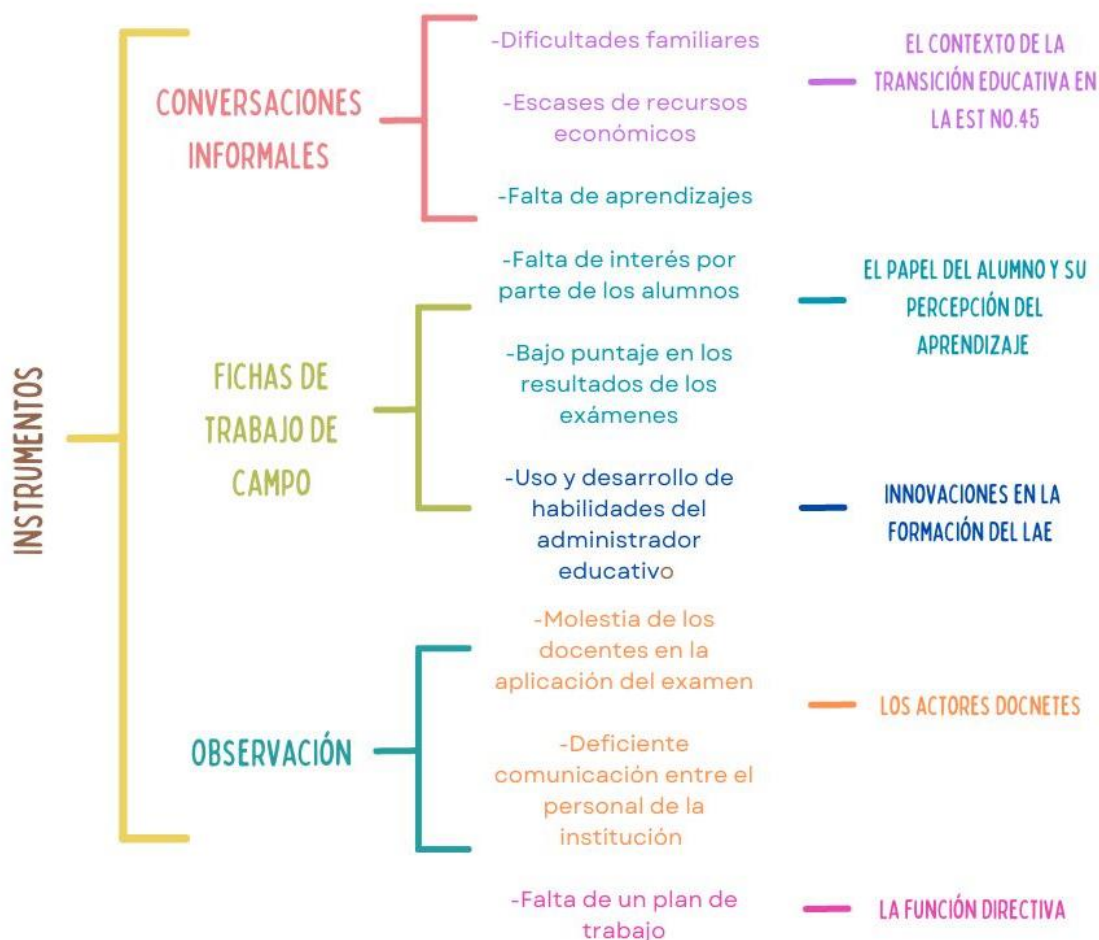 INSTRUMENTOS
CONVERSACIONES
INFORMALES
-Dificultades familiares
-Escases de recursos
económicos
-Falta de aprendizajes
EL CONTEXTO DE LA
TRANSICIÓN EDUCATIVA EN
LA EST NO.45
FICHAS DE
TRABAJO DE
CAMPO
-Falta de interés por
parte de los alumnos
-Bajo puntaje en los
resultados de los
exámenes
EL PAPEL DEL ALUMNO Y SU
PERCEPCIÓN DEL
APRENDIZAJE
-Uso y desarrollo de
habilidades del
administrador
educativo
INNOVACIONES EN LA
FORMACIÓN DEL LAE
OBSERVACIÓN
-Molestia de los
docentes en la
aplicación del examen
-Deficiente
comunicación entre el
personal de la
institución
LOS ACTORES DOCNETES
-Falta de un plan de
trabajo
LA FUNCIÓN DIRECTIVA